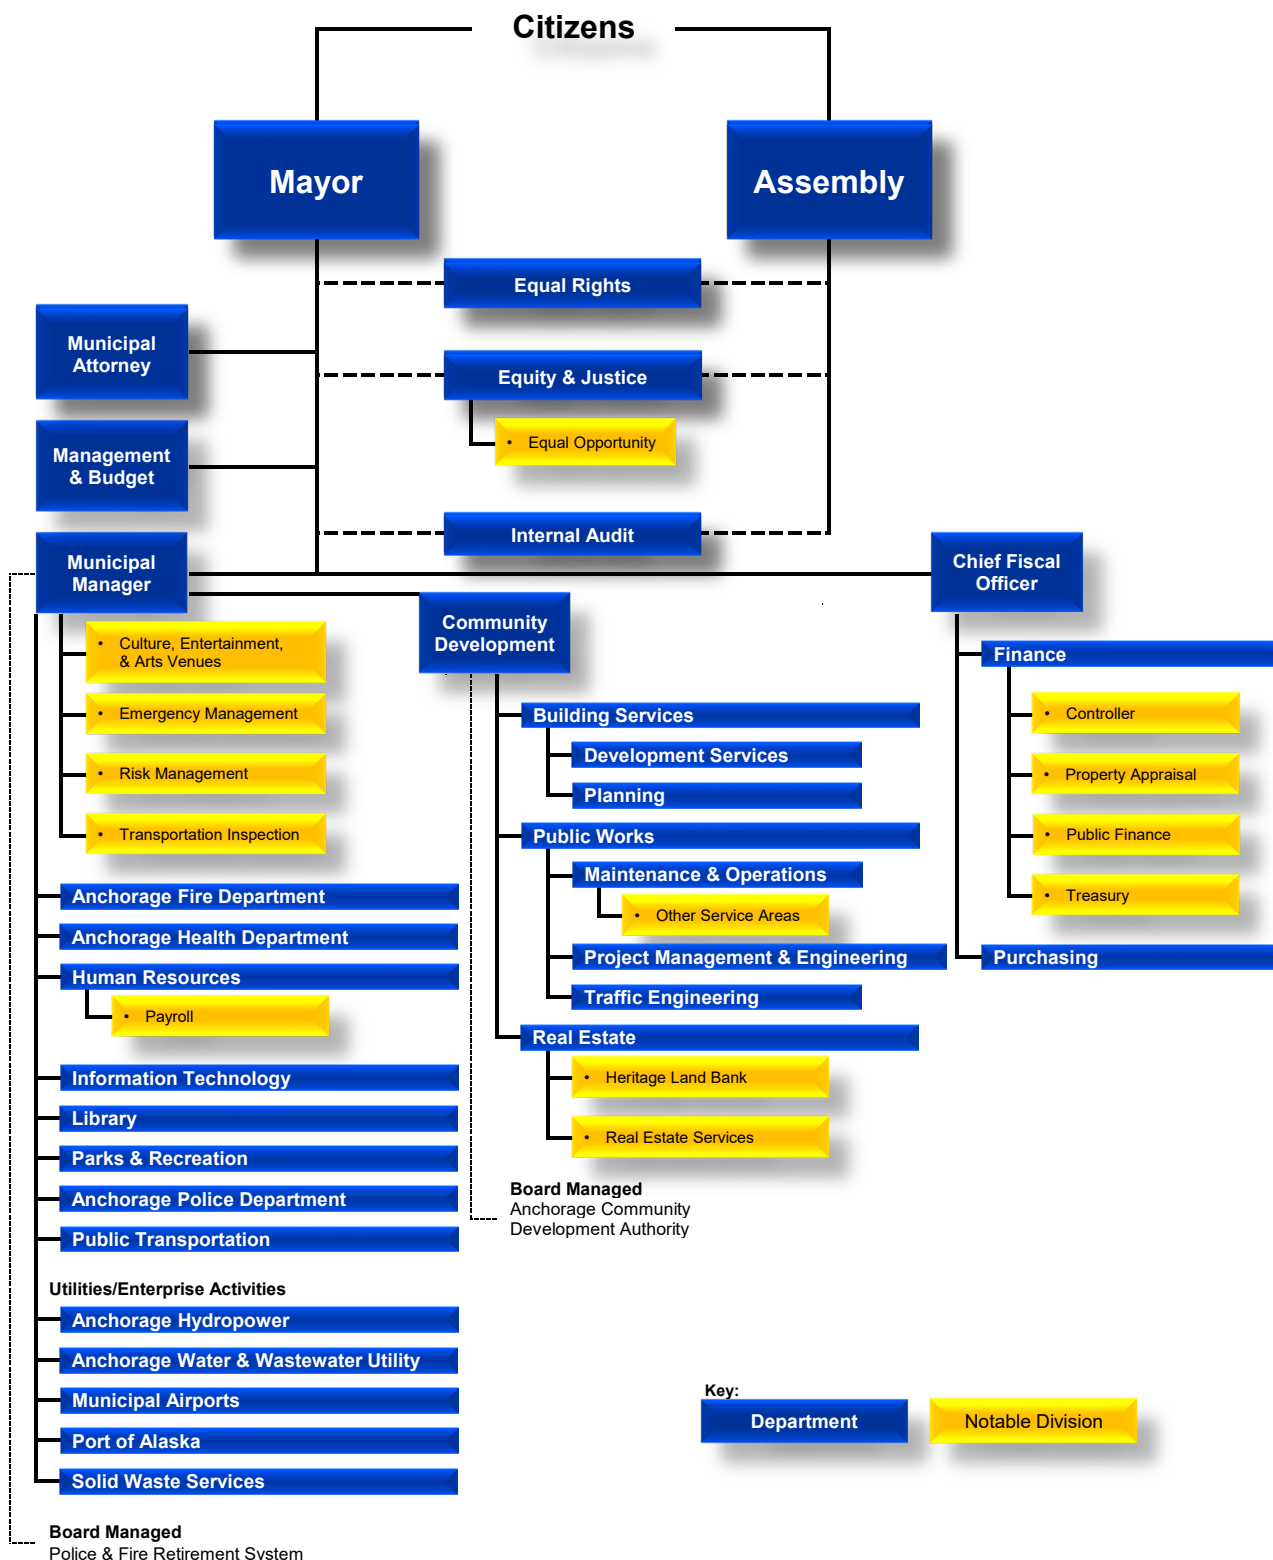 Citizens
Mayor
Assembly
Equal Rights
Municipal
Attorney
Equity & Justice
• Equal Opportunity
Management
& Budget
Internal Audit
Municipal
Manager
Chief Fiscal
Officer
• Culture, Entertainment,
& Arts Venues
• Emergency Management
• Risk Management
• Transportation Inspection
Anchorage Fire Department
Anchorage Health Department
Human Resources
• Payroll
Information Technology
Library
Parks & Recreation
Anchorage Police Department
Public Transportation
Utilities/Enterprise Activities
Anchorage Hydropower
Anchorage Water & Wastewater Utility
Municipal Airports
Port of Alaska
Solid Waste Services
Board Managed
Police & Fire Retirement System
Community
Development
Building Services
Development Services
Planning
Public Works
Maintenance & Operations
• Other Service Areas
Project Management & Engineering
Traffic Engineering
Real Estate
• Heritage Land Bank
• Real Estate Services
Board Managed
Anchorage Community
Development Authority
Finance
• Controller
• Property Appraisal
• Public Finance
• Treasury
Purchasing
Key:
Department
Notable Division